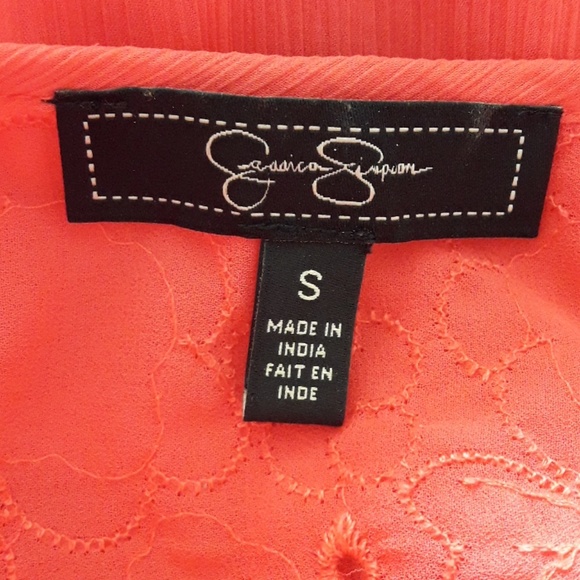 Jessica Simpson
S
MADE IN
INDIA
FAIT EN
INDE